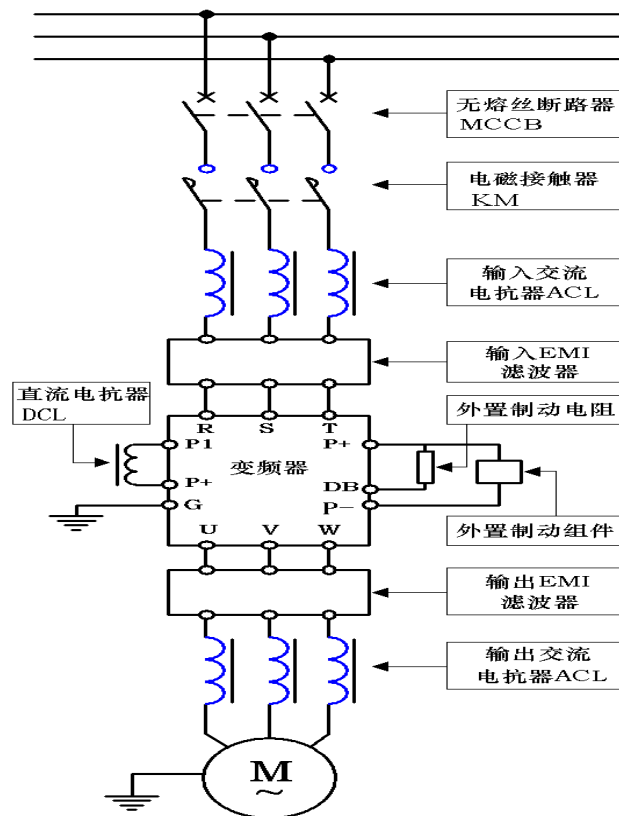 无熔丝断路器
MCCB
电磁接触器
KM
输入交流
电抗器ACL
输入EMI
滤波器
直流电抗器
DCL
外置制动电阻
R S T
P1 P+
变频器
P+ DB
G P-
U V W
外置制动组件
输出EMI
滤波器
输出交流
电抗器ACL
M
~